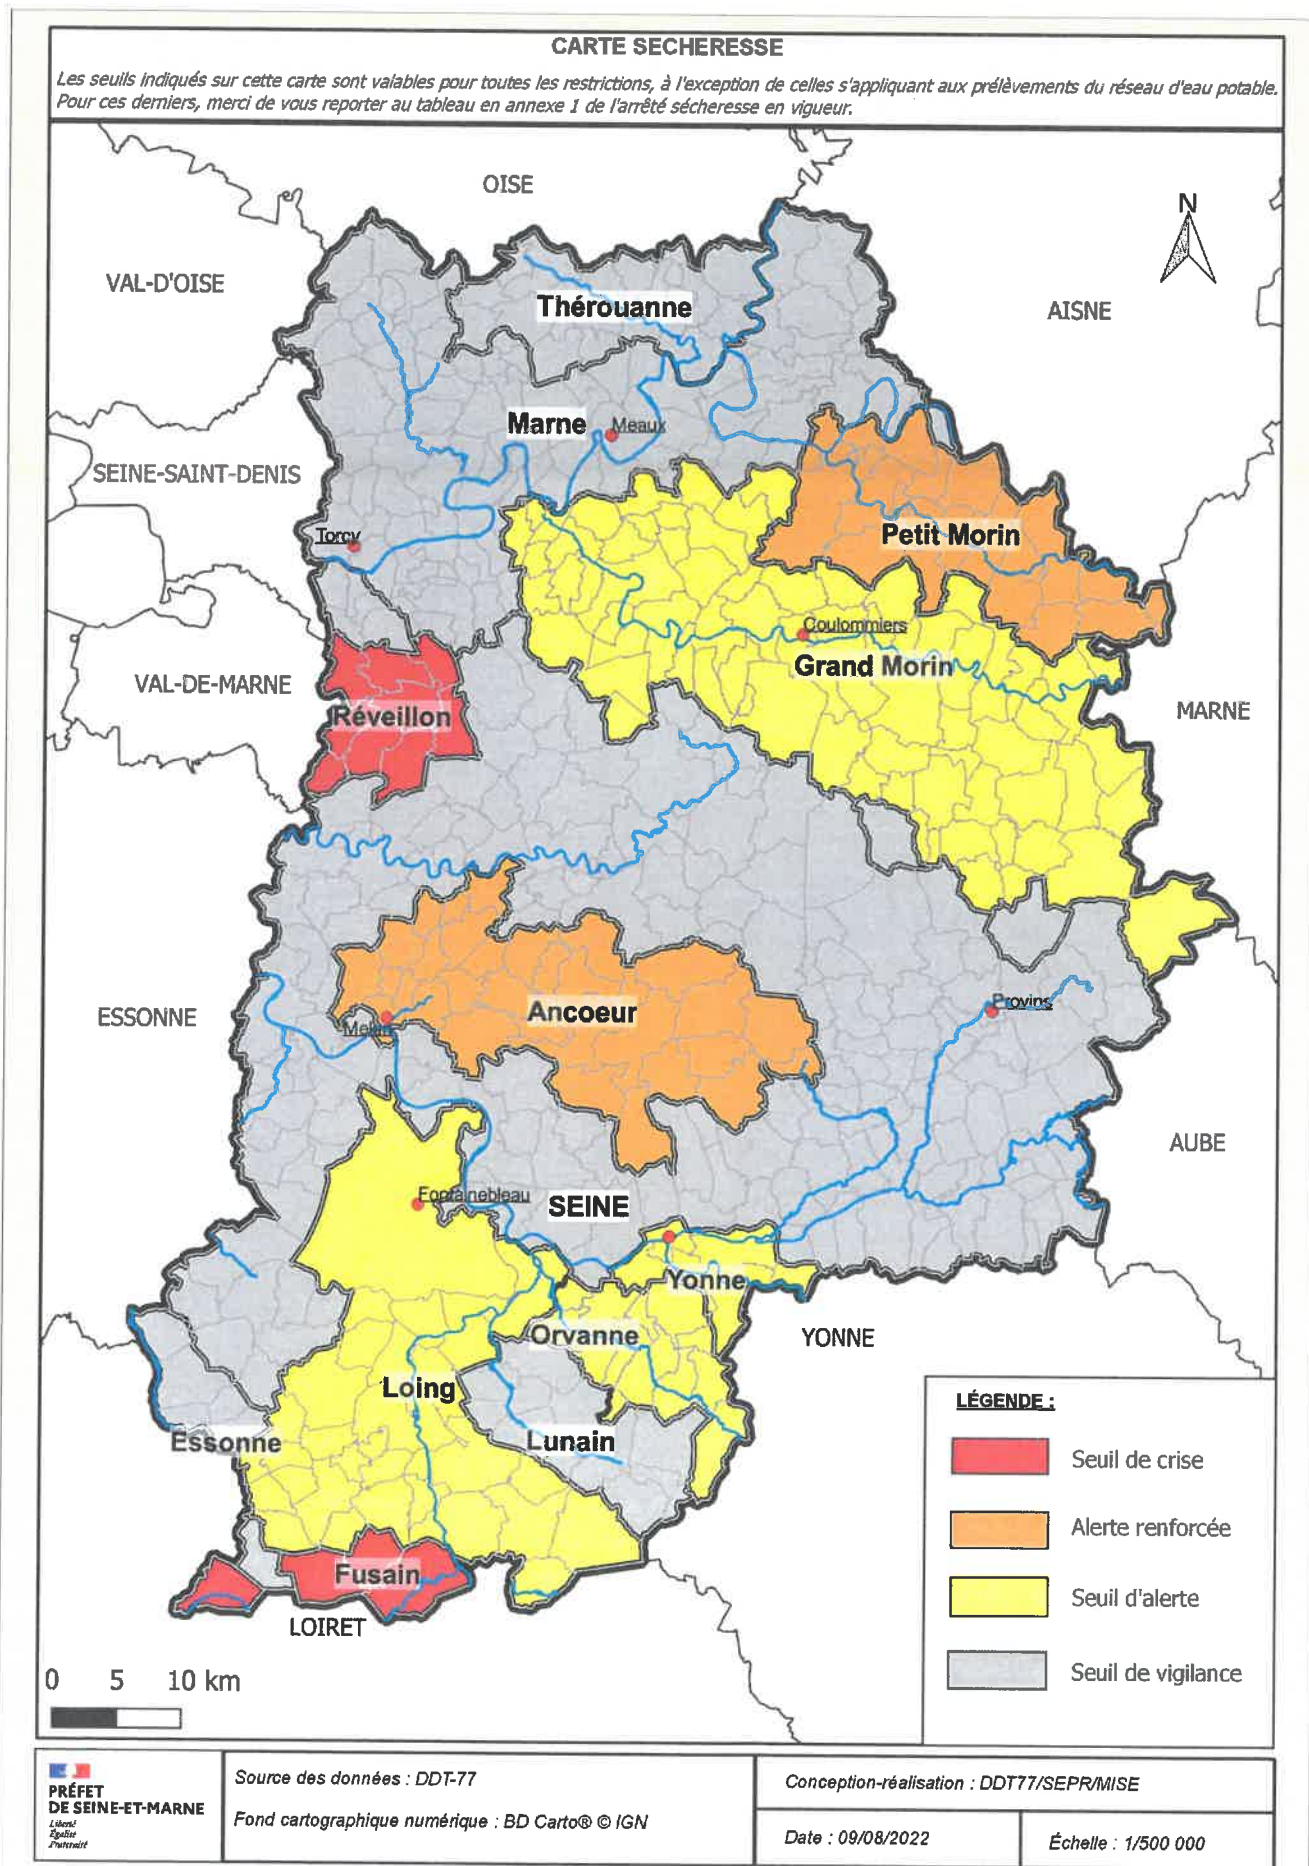 CARTE SECHERESSE
Les seuils indiqués sur cette carte sont valables pour toutes les restrictions, à l'exception de celles s'appliquant aux prélèvements du réseau d'eau potable.
Pour ces derniers, merci de vous reporter au tableau en annexe 1 de l'arrêté sécheresse en vigueur.
OISE
N
VAL-D'OISE
Thérouanne
AISNE
Marne
Meaux
SEINE-SAINT-DENIS
Torcy
Petit Morin
Coulommiers
Grand Morin
VAL-DE-MARNE
Réveillon
MARNE
Ancoeur
Provins
ESSONNE
Melun
AUBE
Fontainebleau
SEINE
Yonne
Orvanne
YONNE
Loing
Essonne
Lunain
Fusain
LOIRET
LÉGENDE :
Seuil de crise
Alerte renforcée
Seuil d'alerte
Seuil de vigilance
0 5 10 km
PRÉFET
DE SEINE-ET-MARNE
Liberté
Égalité
Fraternité
Source des données : DDT-77
Fond cartographique numérique : BD Carto® © IGN
Conception-réalisation : DDT77/SEPR/MISE
Date : 09/08/2022
Échelle : 1/500 000